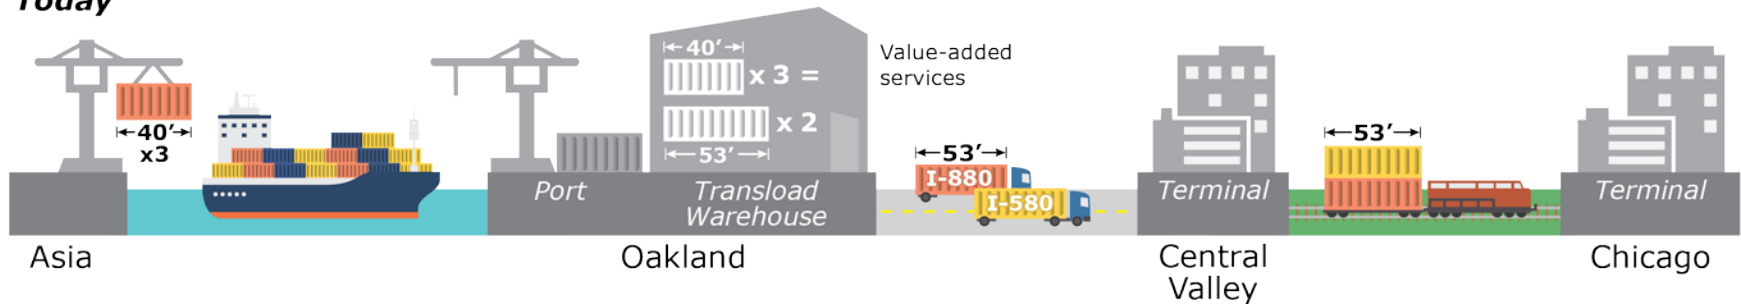 Today
40′
x3
40′
x 3 =
x 2
53′
Value-added
services
Port
Transload
Warehouse
53′
I-880
I-580
Terminal
53′
Terminal
Asia
Oakland
Central
Valley
Chicago